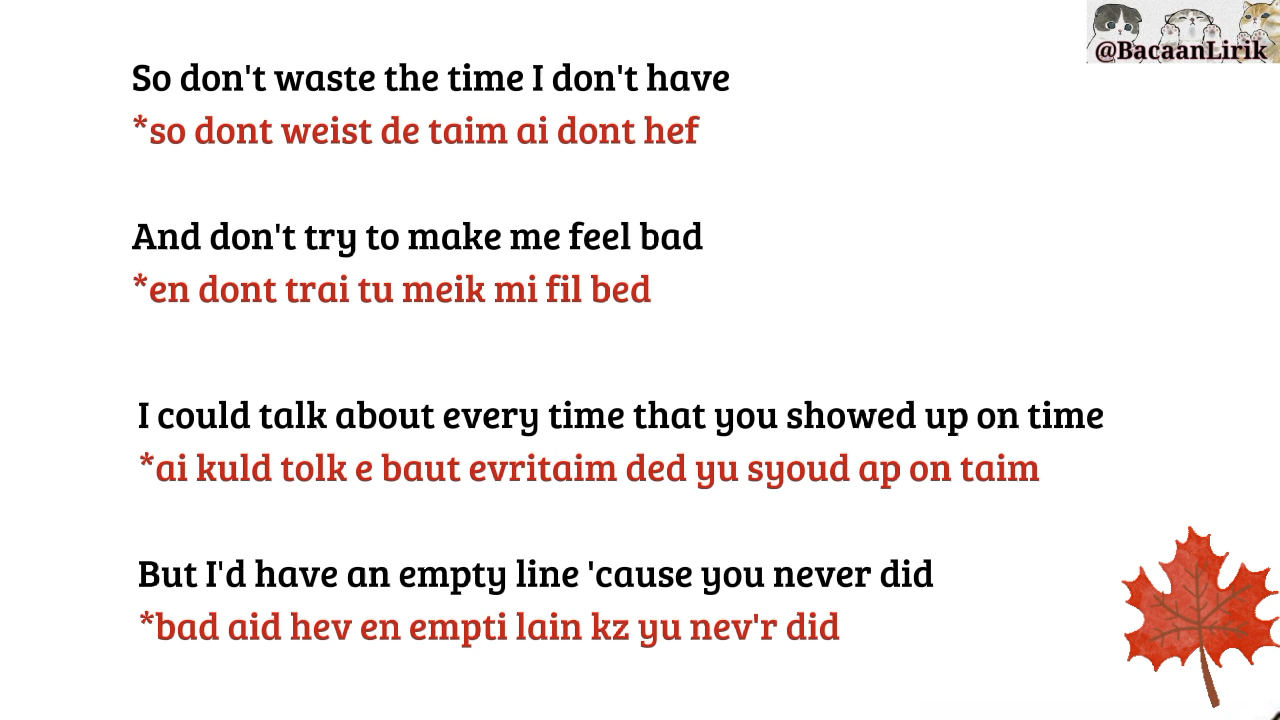 @BacaanLirik
So don't waste the time I don't have
*so dont weist de taim ai dont hef
And don't try to make me feel bad
*en dont trai tu meik mi fil bed
I could talk about every time that you showed up on time
*ai kuld tolk e baut evritaim ded yu syoud ap on taim
But I'd have an empty line 'cause you never did
*bad aid hev en empti lain kz yu nev'r did